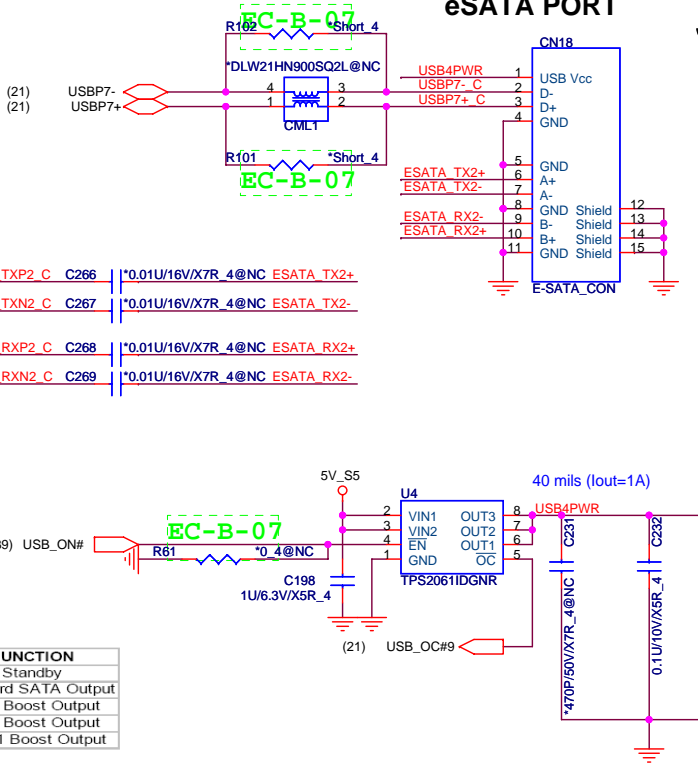 eSATA PORT
EC-B-07
R102 *Short_4
CN18
*DLW21HN900SQ2L@NC
USB4PWR 1 USB Vcc
(21) USBP7- 4 3 USBP7-_C 2 D-
(21) USBP7+ 1 2 USBP7+_C 3 D+
4 GND
CML1
R101 *Short_4
EC-B-07
5 GND
ESATA_TX2+ 6 A+
ESATA_TX2- 7 A-
8 GND Shield 12
ESATA_RX2- 9 B- Shield 13
ESATA_RX2+ 10 B+ Shield 14
11 GND Shield 15
E-SATA_CON
TXP2_C C266 *0.01U/16V/X7R_4@NC ESATA_TX2+
TXN2_C C267 *0.01U/16V/X7R_4@NC ESATA_TX2-
RXP2_C C268 *0.01U/16V/X7R_4@NC ESATA_RX2+
RXN2_C C269 *0.01U/16V/X7R_4@NC ESATA_RX2-
5V_S5
40 mils (Iout=1A)
U4
2 VIN1 OUT3 8 USB4PWR
3 VIN2 OUT2 7
4 EN OUT1 6
1 GND OC 5
TPS2061IDGNR
EC-B-07
9) USB_ON#
R61 *0_4@NC
C198
1U/6.3V/X5R_4
C231
*470P/50V/X7R_4@NC
C232
0.1U/10V/X5R_4
(21) USB_OC#9
UNCTION
Standby
rd SATA Output
Boost Output
Boost Output
l Boost Output